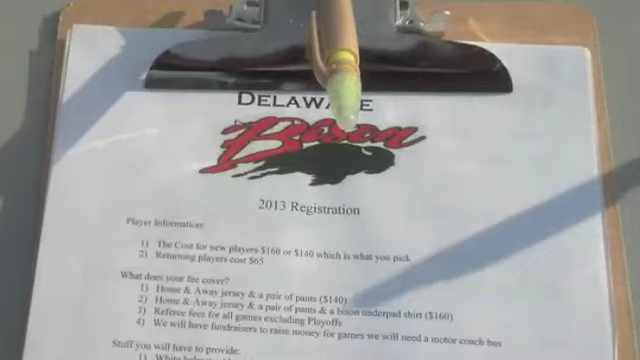 DELAWARE
Bison
2013 Registration
Player Information:
1) The Cost for new players $160 or $140 which is what you pick
2) Returning players cost $65
What does your fee cover?
1) Home & Away jersey & a pair of pants ($140)
2) Home & Away jersey & a pair of pants & a bison underpad shirt ($160)
3) Referee fees for all games excluding Playoffs
4) We will have fundraisers to raise money for games we will need a motor coach bus
Stuff you will have to provide:
1) White